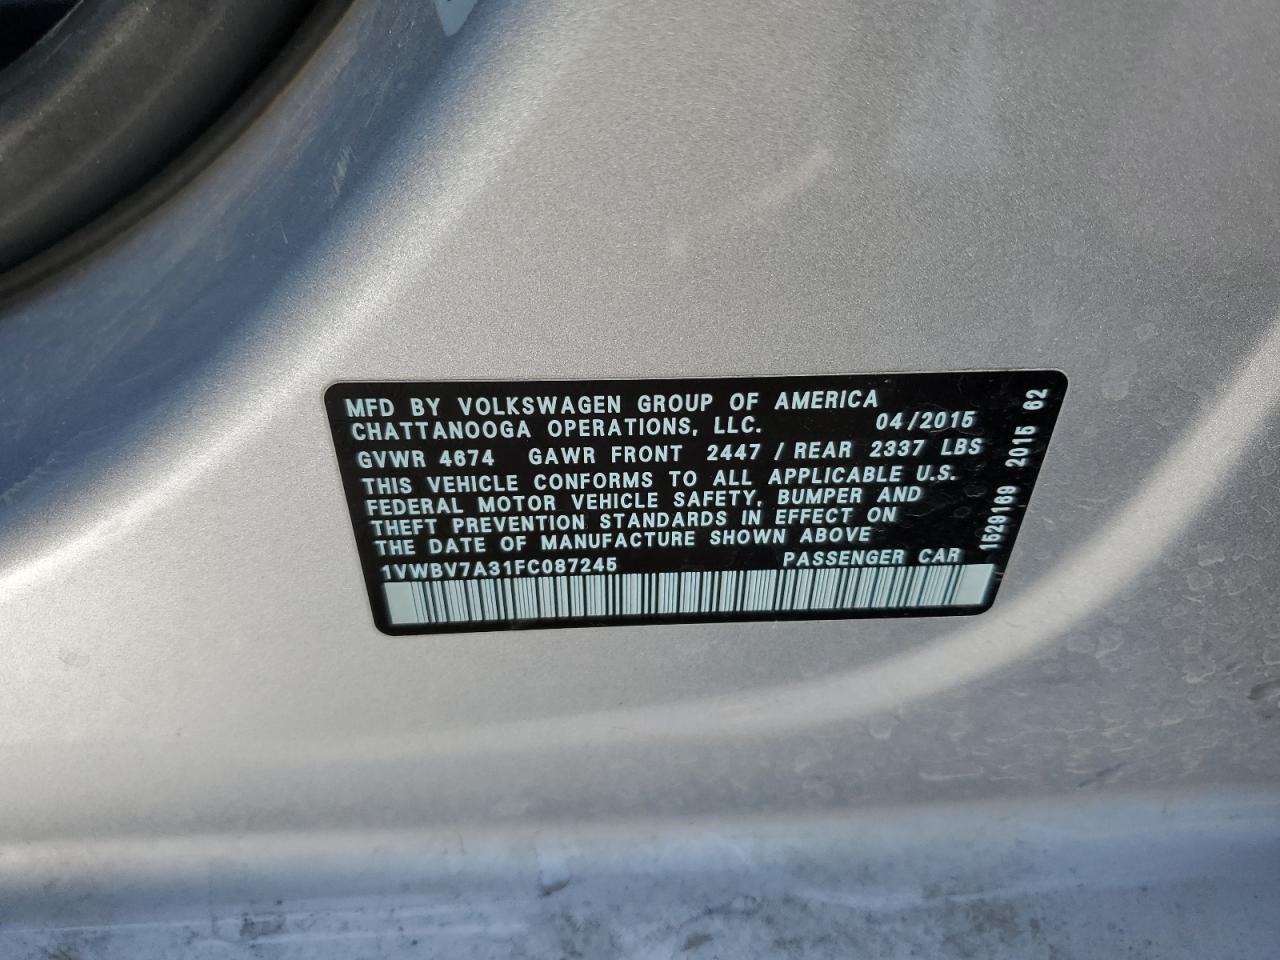 MFD BY VOLKSWAGEN GROUP OF AMERICA
CHATTANOOGA OPERATIONS, LLC. 04/2015
GVWR 4674 GAWR FRONT 2447 / REAR 2337 LBS
THIS VEHICLE CONFORMS TO ALL APPLICABLE U.S.
FEDERAL MOTOR VEHICLE SAFETY, BUMPER AND
THEFT PREVENTION STANDARDS IN EFFECT ON
THE DATE OF MANUFACTURE SHOWN ABOVE
1VWBV7A31FC087245 PASSENGER CAR
1529169 2015 62